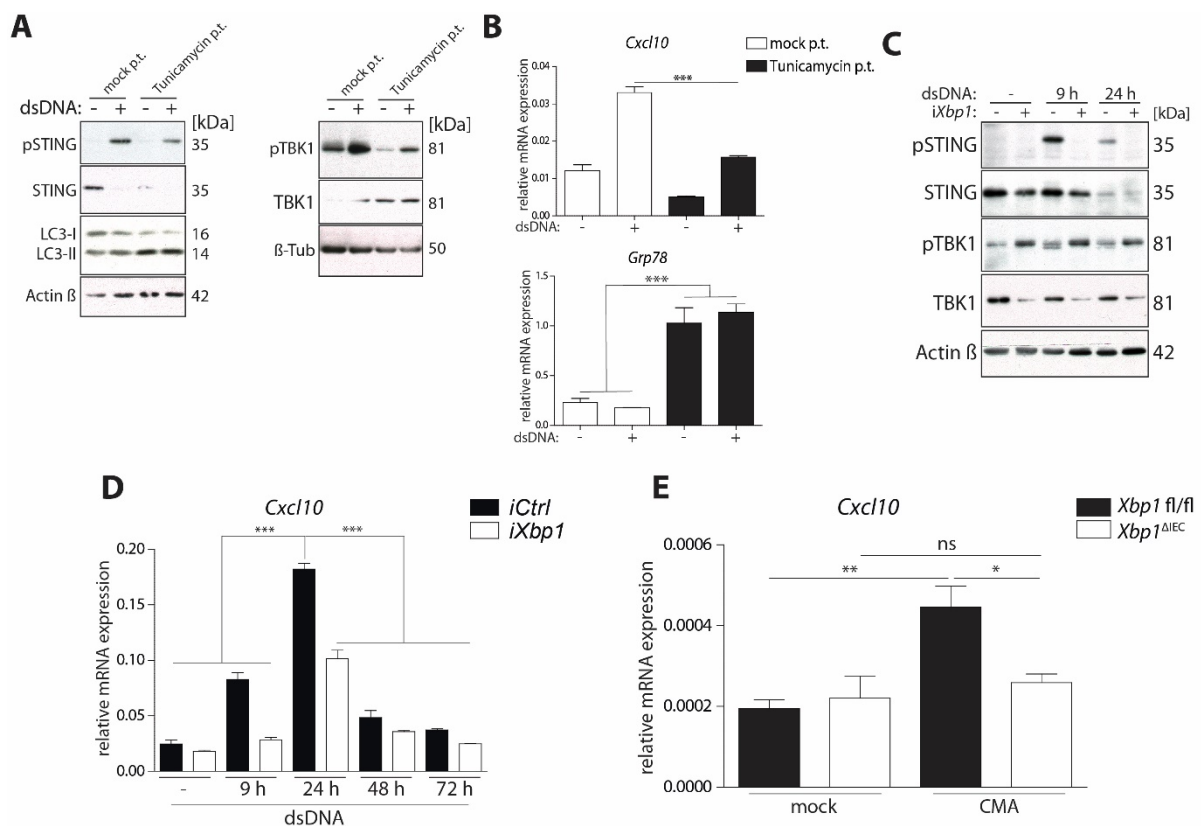 A
mock p.t.
Tunicamycin p.t.
dsDNA: - + - +
[kDa]
pSTING 35
STING 35
LC3-I 16
LC3-II 14
Actin ß 42
mock p.t.
Tunicamycin p.t.
- + - +
[kDa]
pTBK1 81
TBK1 81
ß-Tub 50
B
Cxcl10
mock p.t.
Tunicamycin p.t.
relative mRNA expression
0.04
0.03
0.02
0.01
0.00
***
dsDNA: - + - +
Grp78
relative mRNA expression
1.5
1.0
0.5
0.0
***
dsDNA: - + - +
C
dsDNA: - 9 h 24 h
iXbp1: - + - + - + [kDa]
pSTING 35
STING 35
pTBK1 81
TBK1 81
Actin ß 42
D
Cxcl10
iCtrl
iXbp1
relative mRNA expression
0.20
0.15
0.10
0.05
0.00
*** ***
- 9 h 24 h 48 h 72 h
dsDNA
E
Cxcl10
Xbp1 fl/fl
Xbp1ΔIEC
relative mRNA expression
0.0006
0.0004
0.0002
0.0000
ns
** *
mock CMA